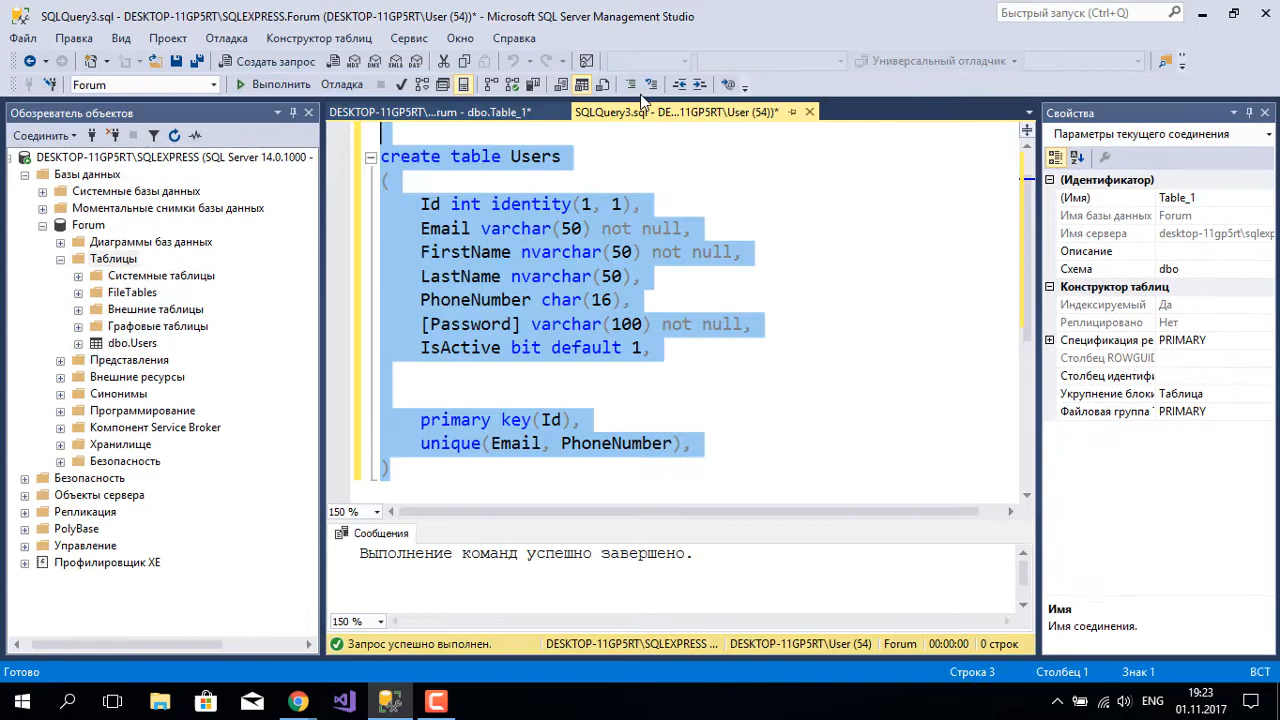 SQLQuery3.sql - DESKTOP-11GP5RT\SQLEXPRESS.Forum (DESKTOP-11GP5RT\User (54))* - Microsoft SQL Server Management Studio
Быстрый запуск (Ctrl+Q)
Файл Правка Вид Проект Отладка Конструктор таблиц Сервис Окно Справка
Создать запрос MDX DMX XMLA DAX Универсальный отладчик
Forum Выполнить Отладка
Обозреватель объектов
DESKTOP-11GP5RT\...rum - dbo.Table_1*
SQLQuery3.sql - DE...11GP5RT\User (54))*
Свойства
Соединить
DESKTOP-11GP5RT\SQLEXPRESS (SQL Server 14.0.1000 -
Базы данных
Системные базы данных
Моментальные снимки базы данных
Forum
Диаграммы баз данных
Таблицы
Системные таблицы
FileTables
Внешние таблицы
Графовые таблицы
dbo.Users
Представления
Внешние ресурсы
Синонимы
Программирование
Компонент Service Broker
Хранилище
Безопасность
Безопасность
Объекты сервера
Репликация
PolyBase
Управление
Профилировщик XE
create table Users
(
Id int identity(1, 1),
Email varchar(50) not null,
FirstName nvarchar(50) not null,
LastName nvarchar(50),
PhoneNumber char(16),
[Password] varchar(100) not null,
IsActive bit default 1,
primary key(Id),
unique(Email, PhoneNumber),
)
150 %
Сообщения
Выполнение команд успешно завершено.
150 %
Запрос успешно выполнен. DESKTOP-11GP5RT\SQLEXPRESS ... DESKTOP-11GP5RT\User (54) Forum 00:00:00 0 строк
Параметры текущего соединения
(Идентификатор)
(Имя) Table_1
Имя базы данных Forum
Имя сервера desktop-11gp5rt\sqlexp
Описание
Схема dbo
Конструктор таблиц
Индексируемый Да
Реплицировано Нет
Спецификация ре PRIMARY
Столбец ROWGUID
Столбец идентифи
Укрупнение блоки Таблица
Файловая группа PRIMARY
Имя
Имя соединения.
Готово Строка 3 Столбец 1 Знак 1 ВСТ
ENG 19:23
01.11.2017